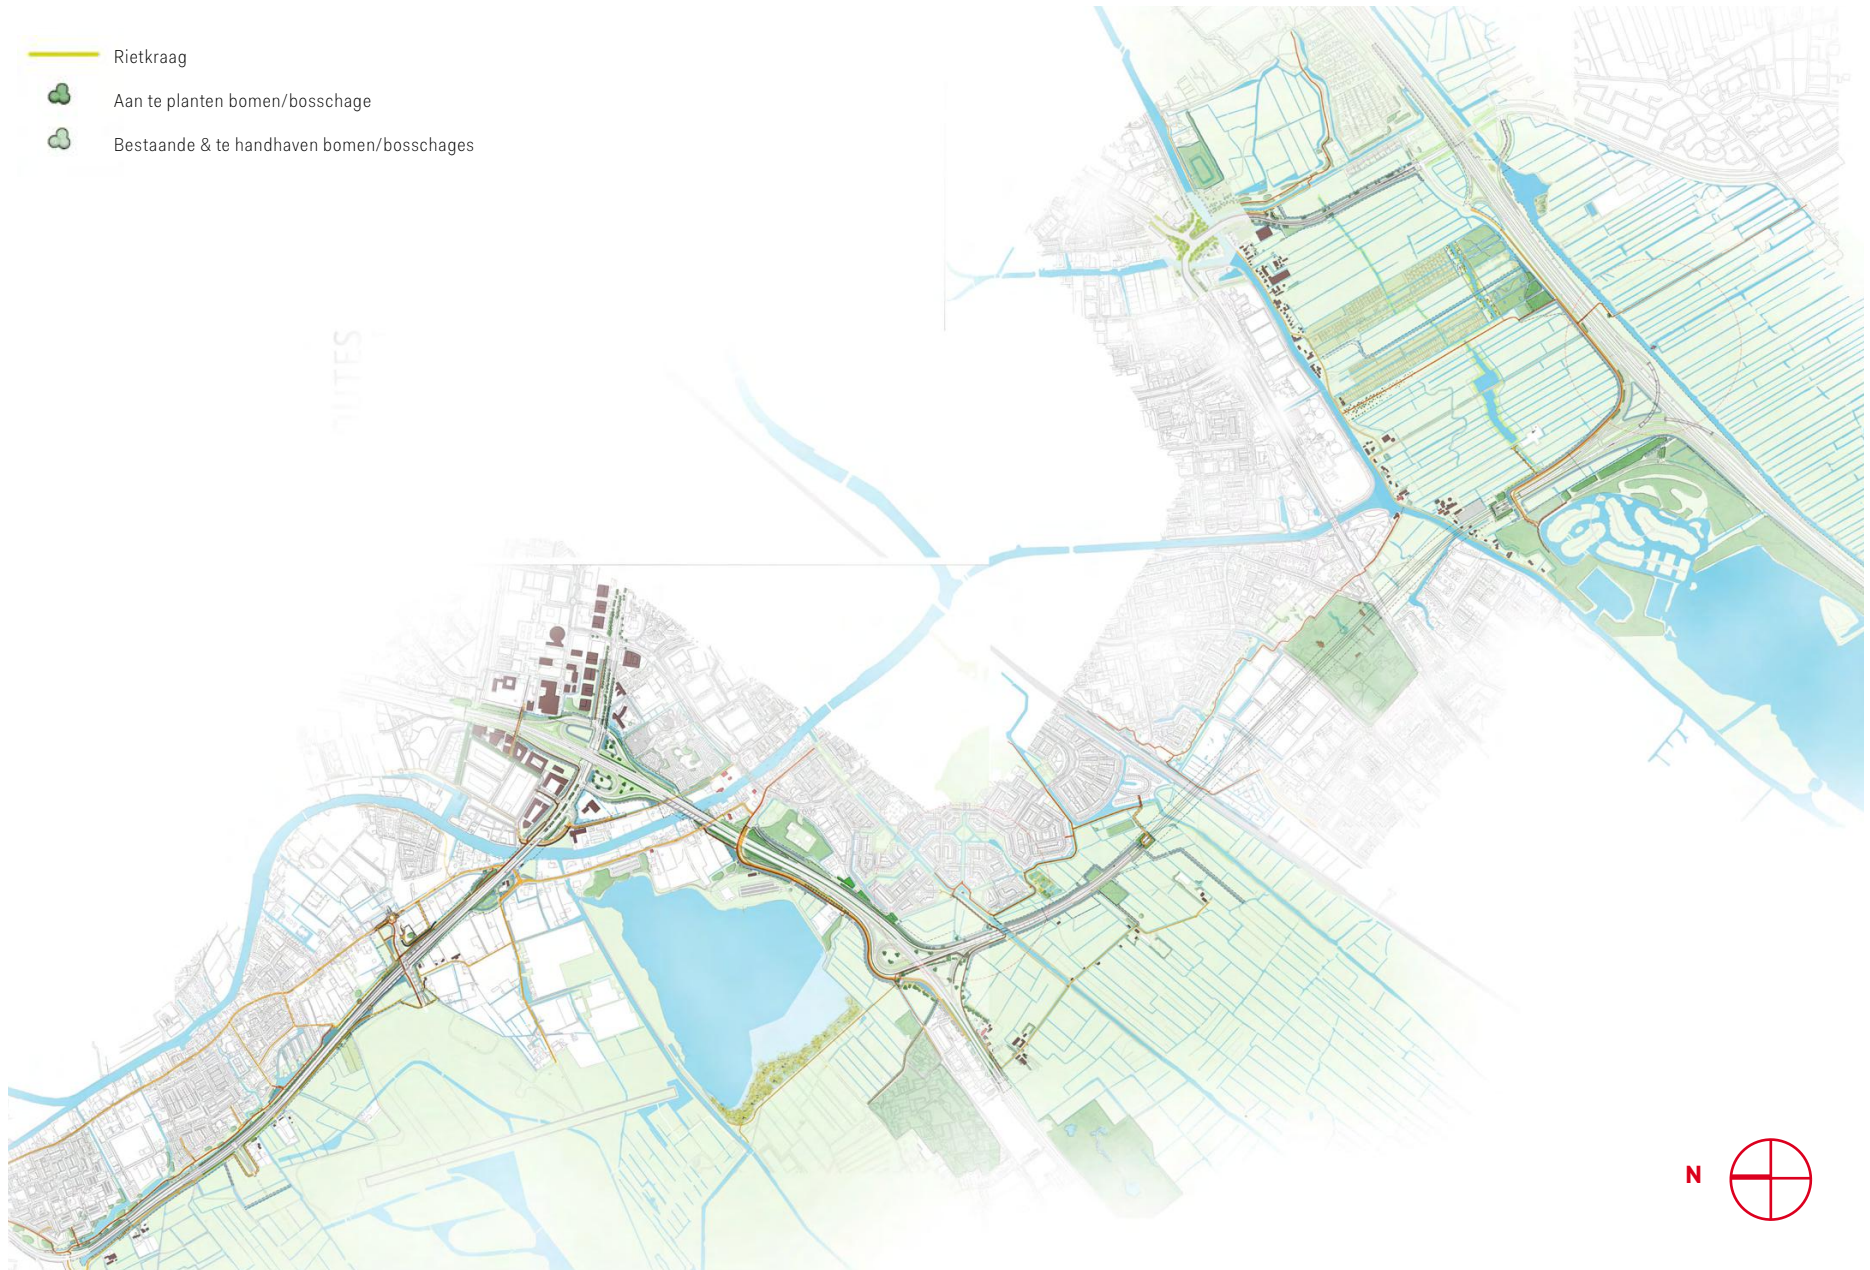 Rietkraag
Aan te planten bomen/bosschage
Bestaande & te handhaven bomen/bosschages
N